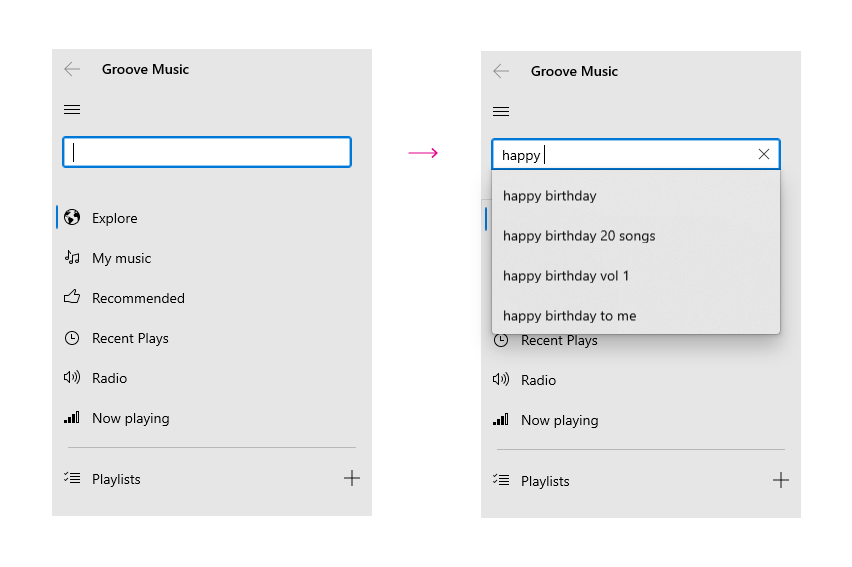 Groove Music
Explore
My music
Recommended
Recent Plays
Radio
Now playing
Playlists
Groove Music
happy
happy birthday
happy birthday 20 songs
happy birthday vol 1
happy birthday to me
Recent Plays
Radio
Now playing
Playlists